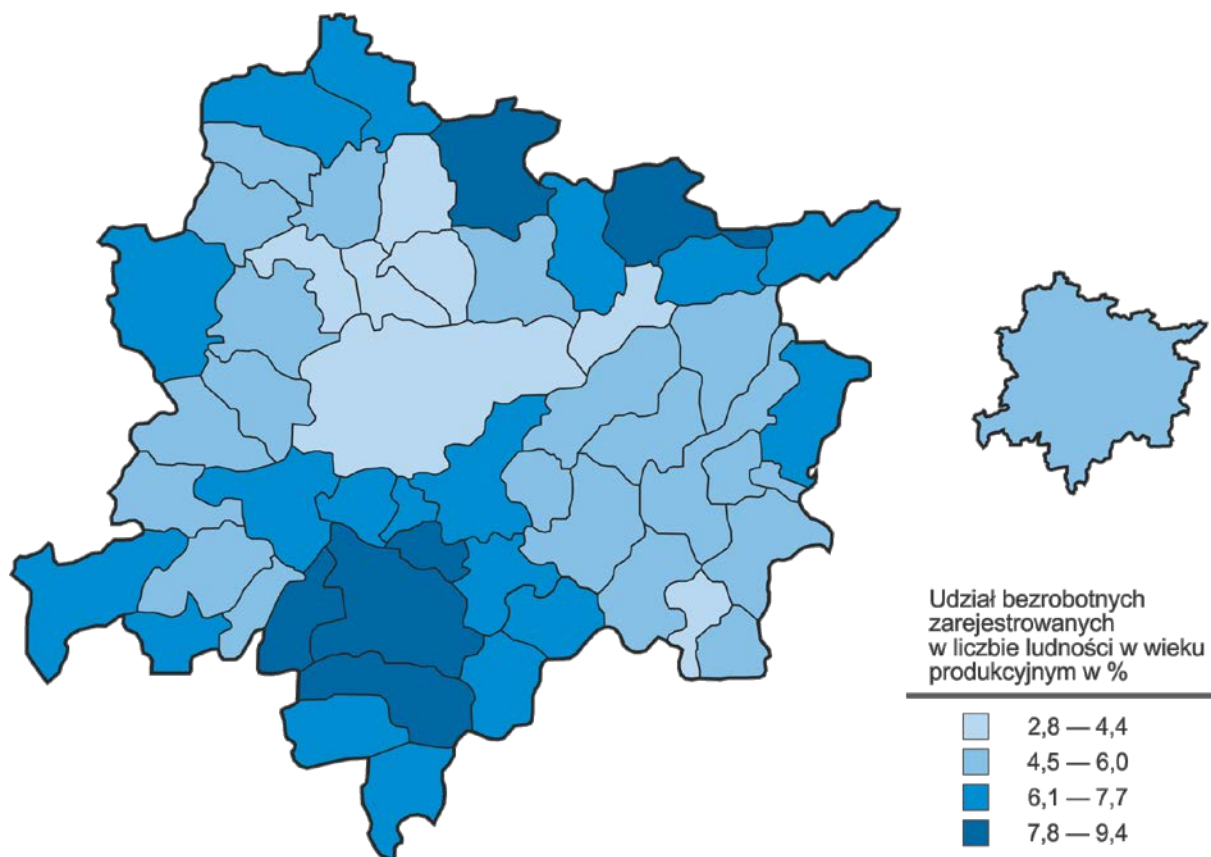 Udział bezrobotnych
zarejestrowanych
w liczbie ludności w wieku
produkcyjnym w %
2,8 — 4,4
4,5 — 6,0
6,1 — 7,7
7,8 — 9,4